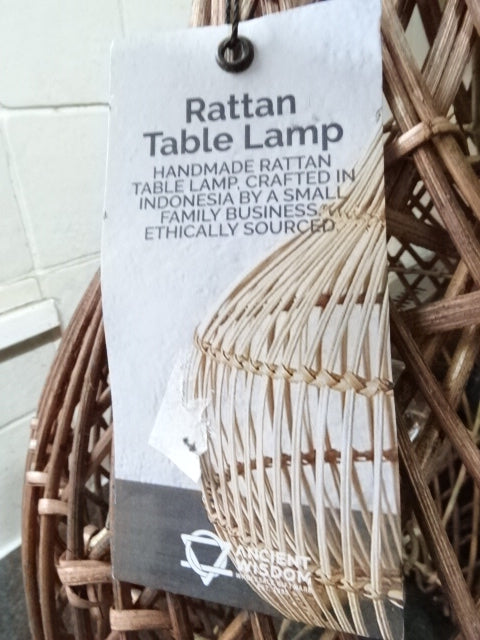 Rattan
Table Lamp
HANDMADE RATTAN
TABLE LAMP, CRAFTED IN
INDONESIA BY A SMALL
FAMILY BUSINESS.
ETHICALLY SOURCED.
ANCIENT
WISDOM